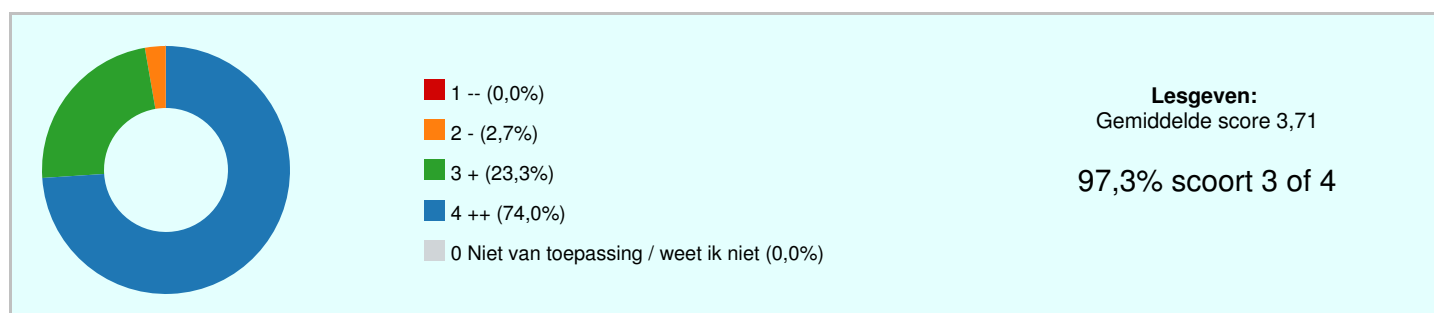 1 -- (0,0%)
2 - (2,7%)
3 + (23,3%)
4 ++ (74,0%)
0 Niet van toepassing / weet ik niet (0,0%)
Lesgeven:
Gemiddelde score 3,71
97,3% scoort 3 of 4